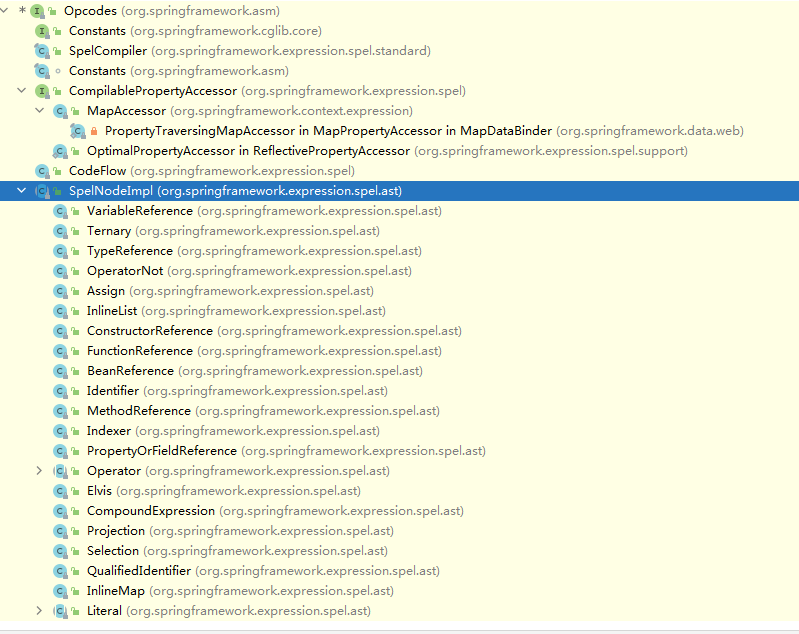 * Opcodes (org.springframework.asm)
Constants (org.springframework.cglib.core)
SpelCompiler (org.springframework.expression.spel.standard)
Constants (org.springframework.asm)
CompilablePropertyAccessor (org.springframework.expression.spel)
MapAccessor (org.springframework.context.expression)
PropertyTraversingMapAccessor in MapPropertyAccessor in MapDataBinder (org.springframework.data.web)
OptimalPropertyAccessor in ReflectivePropertyAccessor (org.springframework.expression.spel.support)
CodeFlow (org.springframework.expression.spel)
SpelNodeImpl (org.springframework.expression.spel.ast)
VariableReference (org.springframework.expression.spel.ast)
Ternary (org.springframework.expression.spel.ast)
TypeReference (org.springframework.expression.spel.ast)
OperatorNot (org.springframework.expression.spel.ast)
Assign (org.springframework.expression.spel.ast)
InlineList (org.springframework.expression.spel.ast)
ConstructorReference (org.springframework.expression.spel.ast)
FunctionReference (org.springframework.expression.spel.ast)
BeanReference (org.springframework.expression.spel.ast)
Identifier (org.springframework.expression.spel.ast)
MethodReference (org.springframework.expression.spel.ast)
Indexer (org.springframework.expression.spel.ast)
PropertyOrFieldReference (org.springframework.expression.spel.ast)
Operator (org.springframework.expression.spel.ast)
Elvis (org.springframework.expression.spel.ast)
CompoundExpression (org.springframework.expression.spel.ast)
Projection (org.springframework.expression.spel.ast)
Selection (org.springframework.expression.spel.ast)
QualifiedIdentifier (org.springframework.expression.spel.ast)
InlineMap (org.springframework.expression.spel.ast)
Literal (org.springframework.expression.spel.ast)